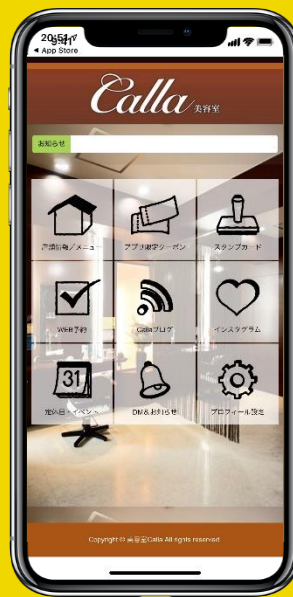 App Store
Calla 美容室
お知らせ
店舗情報/メニュー
アプリ限定クーポン
スタンプカード
WEB予約
Callaブログ
インスタグラム
31
定休日・イベント
DM&お知らせ
プロフィール設定
Copyright © 美容室Calla All rights reserved.